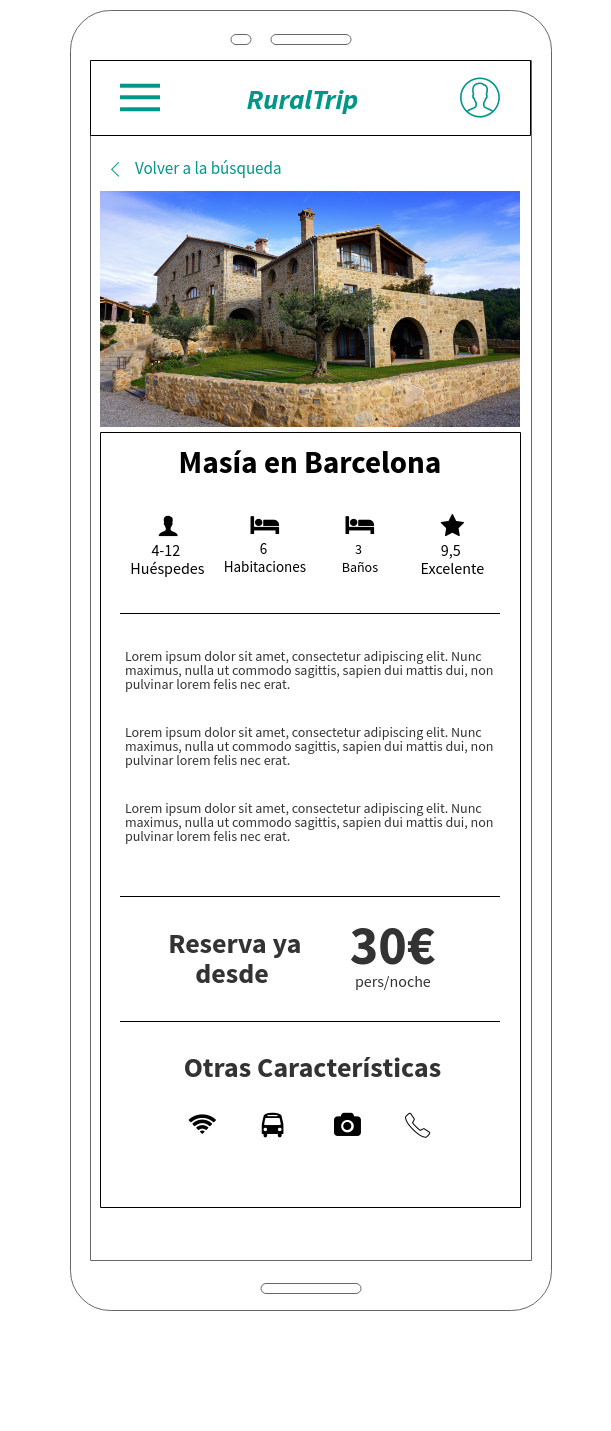 RuralTrip
Volver a la búsqueda
Masía en Barcelona
4-12 6 3 9,5
Huéspedes Habitaciones Baños Excelente
Lorem ipsum dolor sit amet, consectetur adipiscing elit. Nunc
maximus, nulla ut commodo sagittis, sapien dui mattis dui, non
pulvinar lorem felis nec erat.
Lorem ipsum dolor sit amet, consectetur adipiscing elit. Nunc
maximus, nulla ut commodo sagittis, sapien dui mattis dui, non
pulvinar lorem felis nec erat.
Lorem ipsum dolor sit amet, consectetur adipiscing elit. Nunc
maximus, nulla ut commodo sagittis, sapien dui mattis dui, non
pulvinar lorem felis nec erat.
Reserva ya
desde
30€
pers/noche
Otras Características